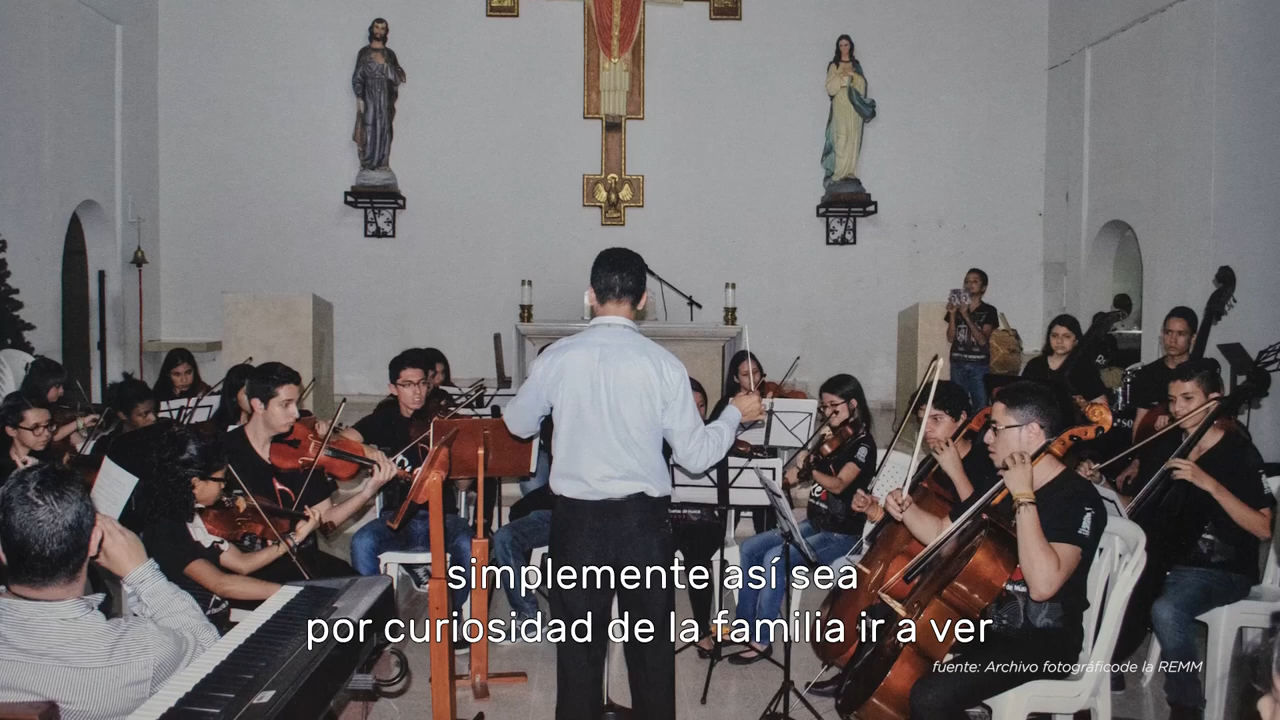 simplemente así sea
por curiosidad de la familia ir a ver
fuente: Archivo fotográficode la REMM